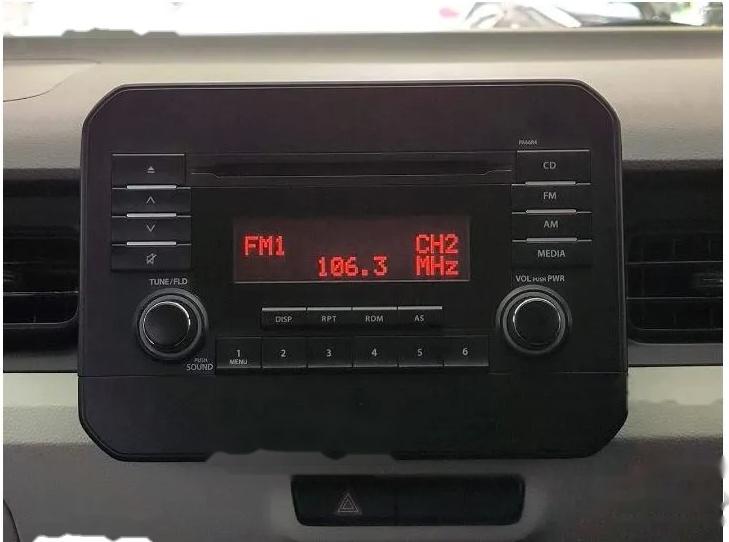 PA66R4
CD
FM
AM
MEDIA
FM1 CH2
106.3 MHz
TUNE/FLD
VOL PUSH PWR
DISP RPT RDM AS
1 2 3 4 5 6
MENU
PUSH
SOUND